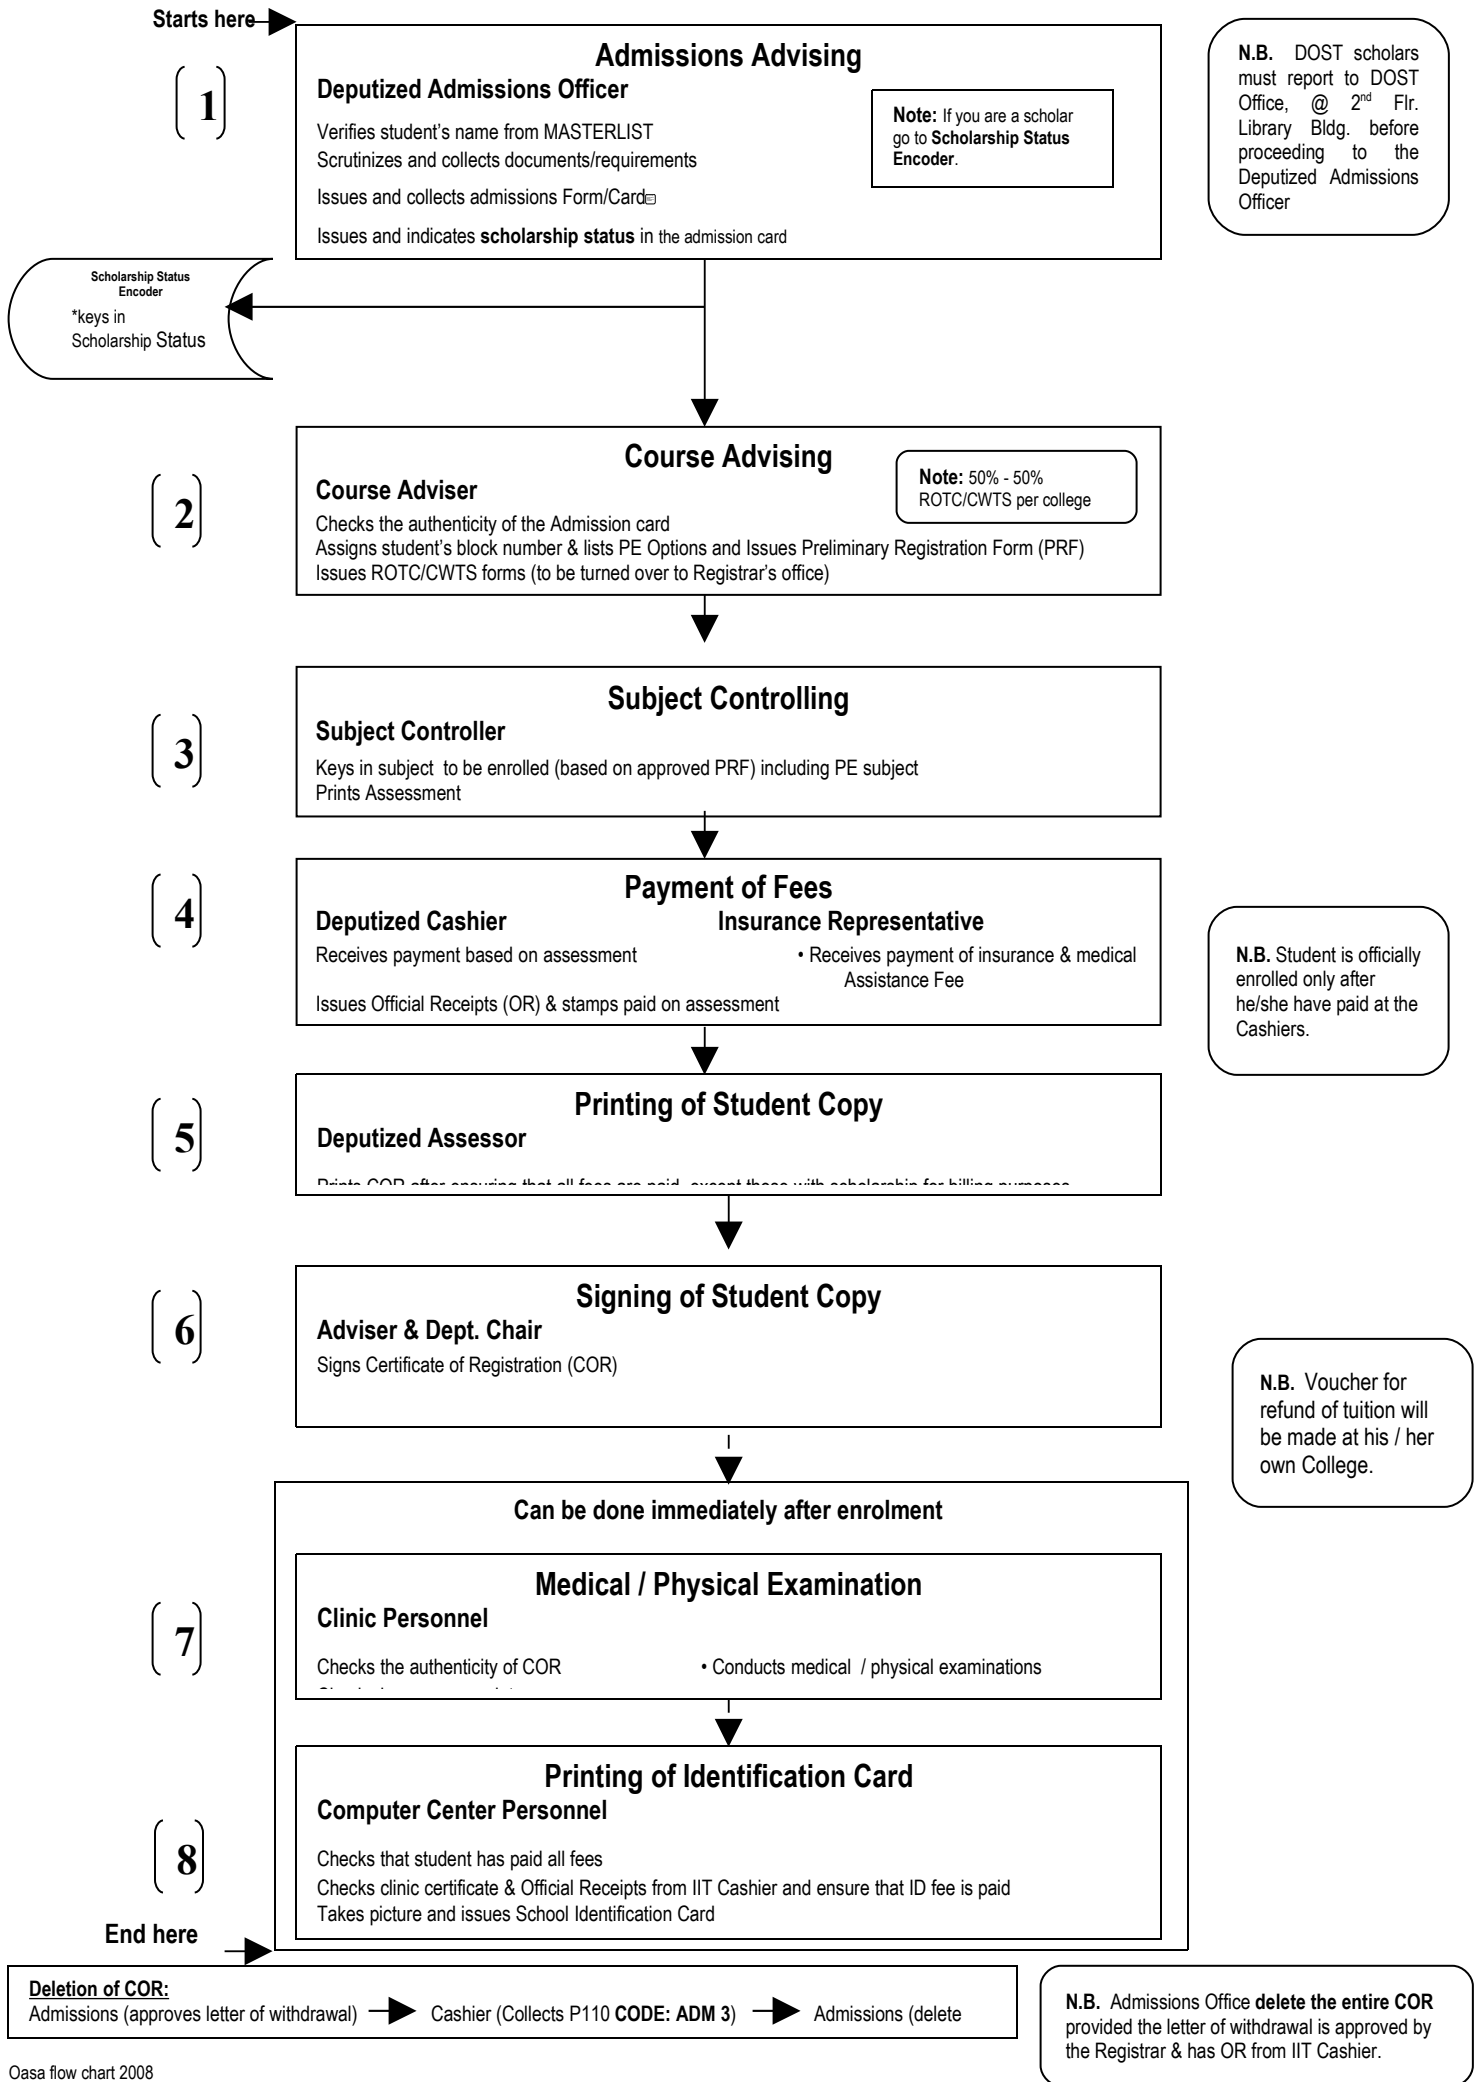 Starts here
1
Admissions Advising
Deputized Admissions Officer
Verifies student's name from MASTERLIST
Scrutinizes and collects documents/requirements
Issues and collects admissions Form/Card
Issues and indicates scholarship status in the admission card
Note: If you are a scholar
go to Scholarship Status
Encoder.
N.B. DOST scholars
must report to DOST
Office, @ 2nd Flr.
Library Bldg. before
proceeding to the
Deputized Admissions
Officer
Scholarship Status
Encoder
*keys in
Scholarship Status
2
Course Advising
Course Adviser
Note: 50% - 50%
ROTC/CWTS per college
Checks the authenticity of the Admission card
Assigns student's block number & lists PE Options and Issues Preliminary Registration Form (PRF)
Issues ROTC/CWTS forms (to be turned over to Registrar's office)
3
Subject Controlling
Subject Controller
Keys in subject to be enrolled (based on approved PRF) including PE subject
Prints Assessment
4
Payment of Fees
Deputized Cashier
Receives payment based on assessment
Issues Official Receipts (OR) & stamps paid on assessment
Insurance Representative
• Receives payment of insurance & medical
Assistance Fee
N.B. Student is officially
enrolled only after
he/she have paid at the
Cashiers.
5
Printing of Student Copy
Deputized Assessor
Prints COR after ensuring that all fees are paid, except those with scholarship for billing purposes
6
Signing of Student Copy
Adviser & Dept. Chair
Signs Certificate of Registration (COR)
N.B. Voucher for
refund of tuition will
be made at his / her
own College.
Can be done immediately after enrolment
7
Medical / Physical Examination
Clinic Personnel
Checks the authenticity of COR
• Conducts medical / physical examinations
8
Printing of Identification Card
Computer Center Personnel
Checks that student has paid all fees
Checks clinic certificate & Official Receipts from IIT Cashier and ensure that ID fee is paid
Takes picture and issues School Identification Card
End here
Deletion of COR:
Admissions (approves letter of withdrawal) Cashier (Collects P110 CODE: ADM 3) Admissions (delete
N.B. Admissions Office delete the entire COR
provided the letter of withdrawal is approved by
the Registrar & has OR from IIT Cashier.
Oasa flow chart 2008